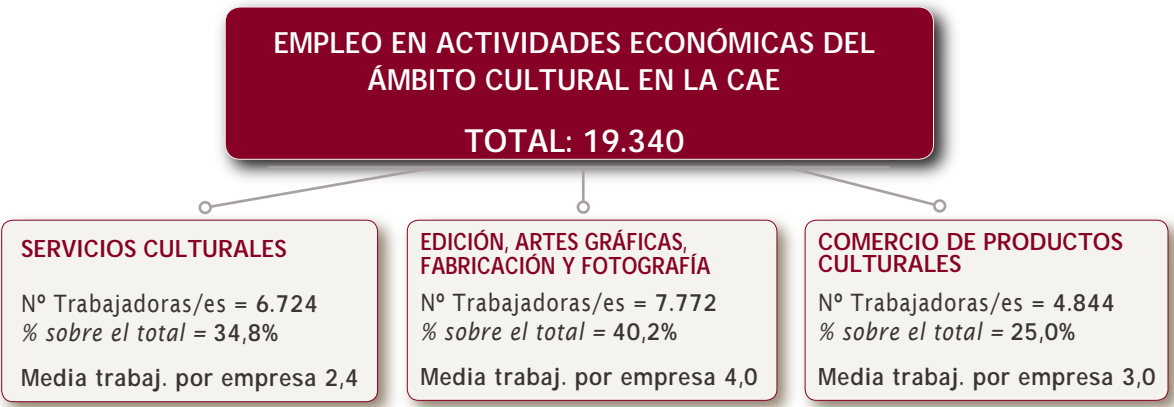 EMPLEO EN ACTIVIDADES ECONÓMICAS DEL
ÁMBITO CULTURAL EN LA CAE
TOTAL: 19.340
SERVICIOS CULTURALES
Nº Trabajadoras/es = 6.724
% sobre el total = 34,8%
Media trabaj. por empresa 2,4
EDICIÓN, ARTES GRÁFICAS,
FABRICACIÓN Y FOTOGRAFÍA
Nº Trabajadoras/es = 7.772
% sobre el total = 40,2%
Media trabaj. por empresa 4,0
COMERCIO DE PRODUCTOS
CULTURALES
Nº Trabajadoras/es = 4.844
% sobre el total = 25,0%
Media trabaj. por empresa 3,0